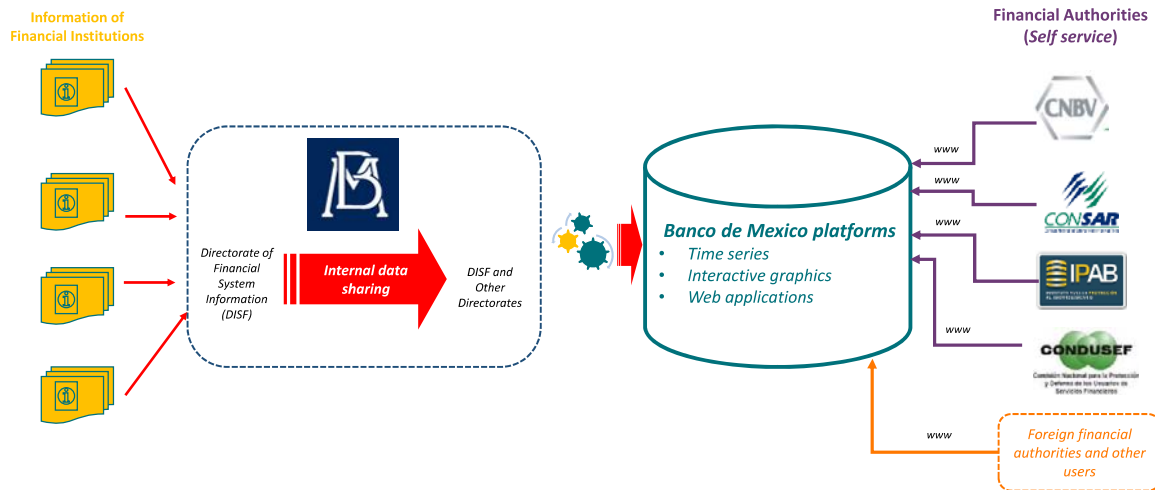 Information of
Financial Institutions
Directorate of
Financial
System
Information
(DISF)
Internal data
sharing
DISF and
Other
Directorates
Banco de Mexico platforms
• Time series
• Interactive graphics
• Web applications
Financial Authorities
(Self service)
CNBV
www
www
CONSAR
www
IPAB
www
CONDUSEF
Comisión Nacional para la Protección
y Defensa de los Usuarios de
Servicios Financieros
www
Foreign financial
authorities and other
users